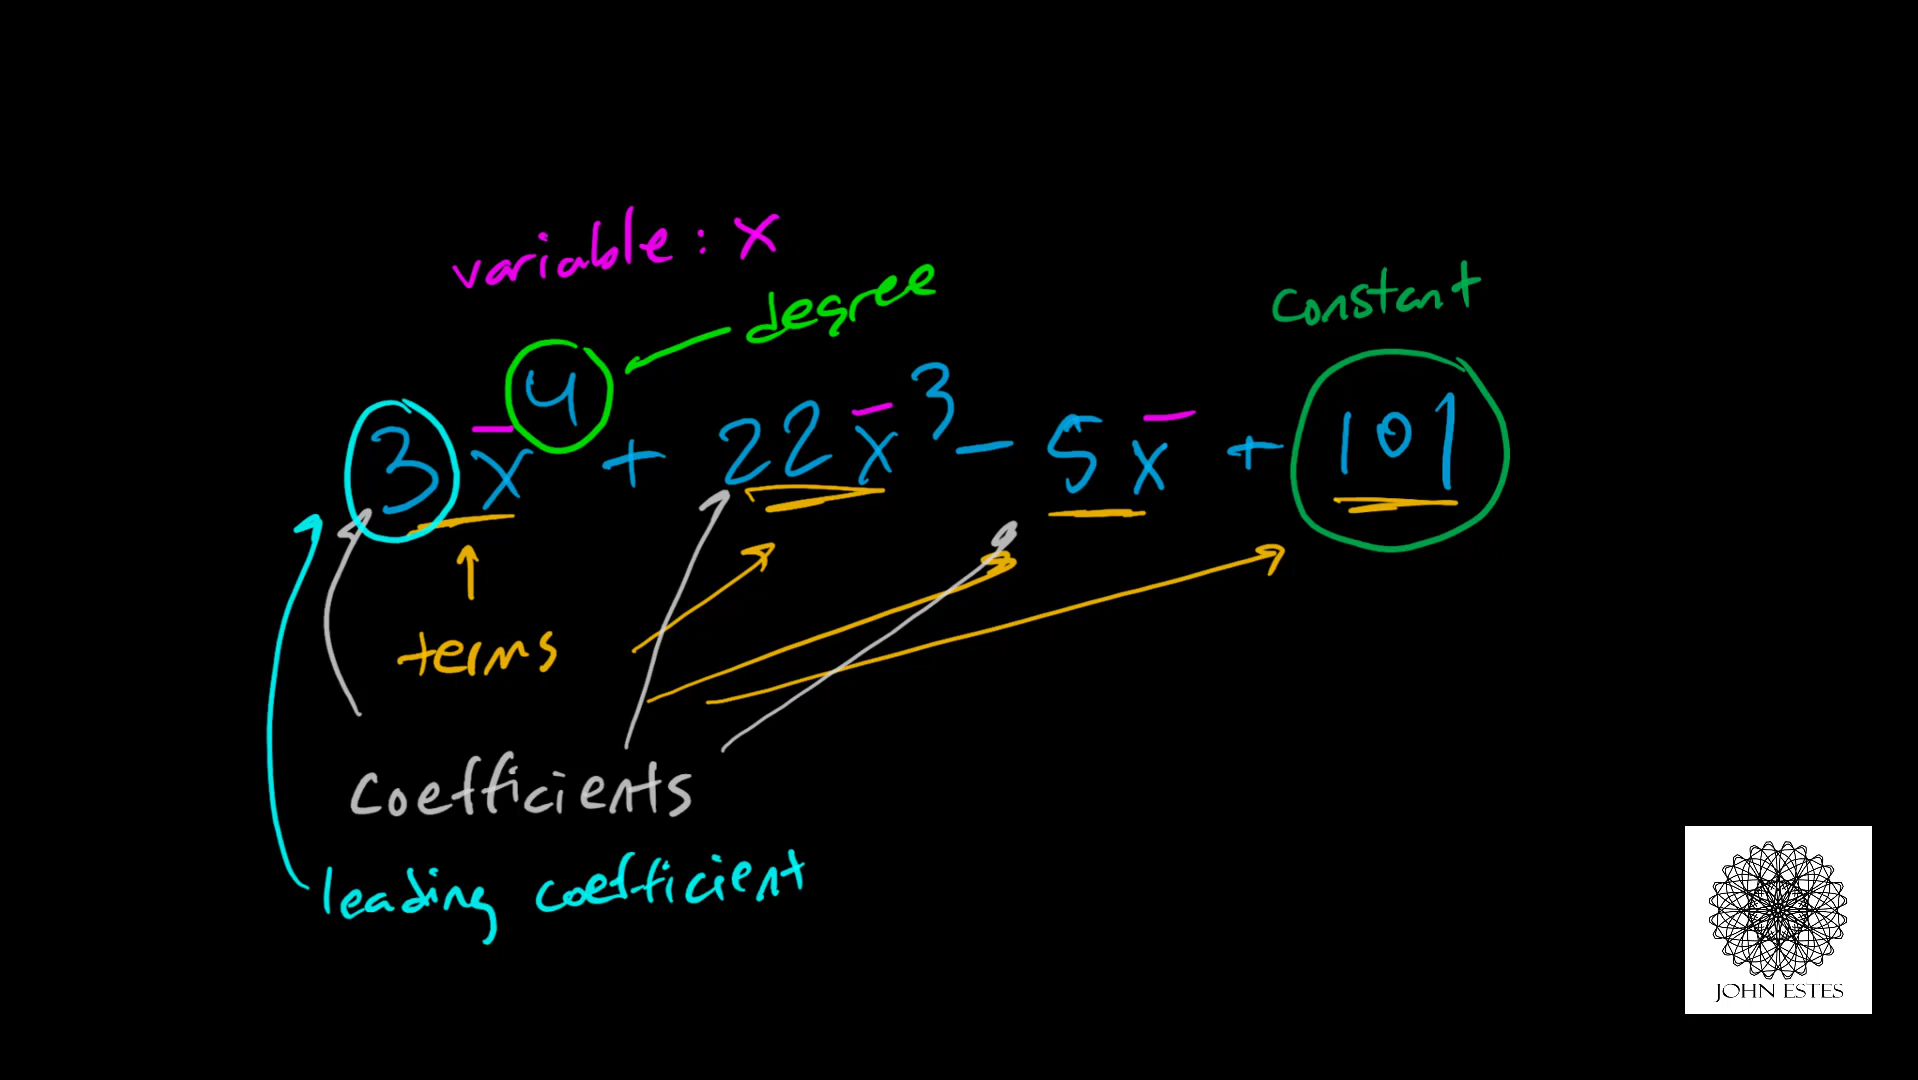 variable: x
degree
constant
3x⁴ + 22x³ - 5x + 101
terms
Coefficients
leading coefficient
JOHN ESTES